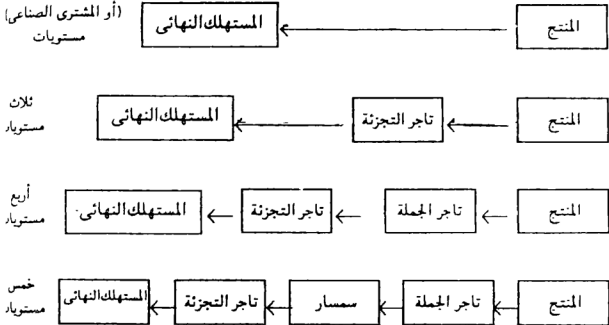 المنتج المستهلك النهائى (أو المشترى الصناعى)
مستويات
المنتج تاجر التجزئة المستهلك النهائى ثلاث
مستويات
المنتج تاجر الجملة تاجر التجزئة المستهلك النهائى أربع
مستويات
المنتج تاجر الجملة سمسار تاجر التجزئة المستهلك النهائى خمس
مستويات